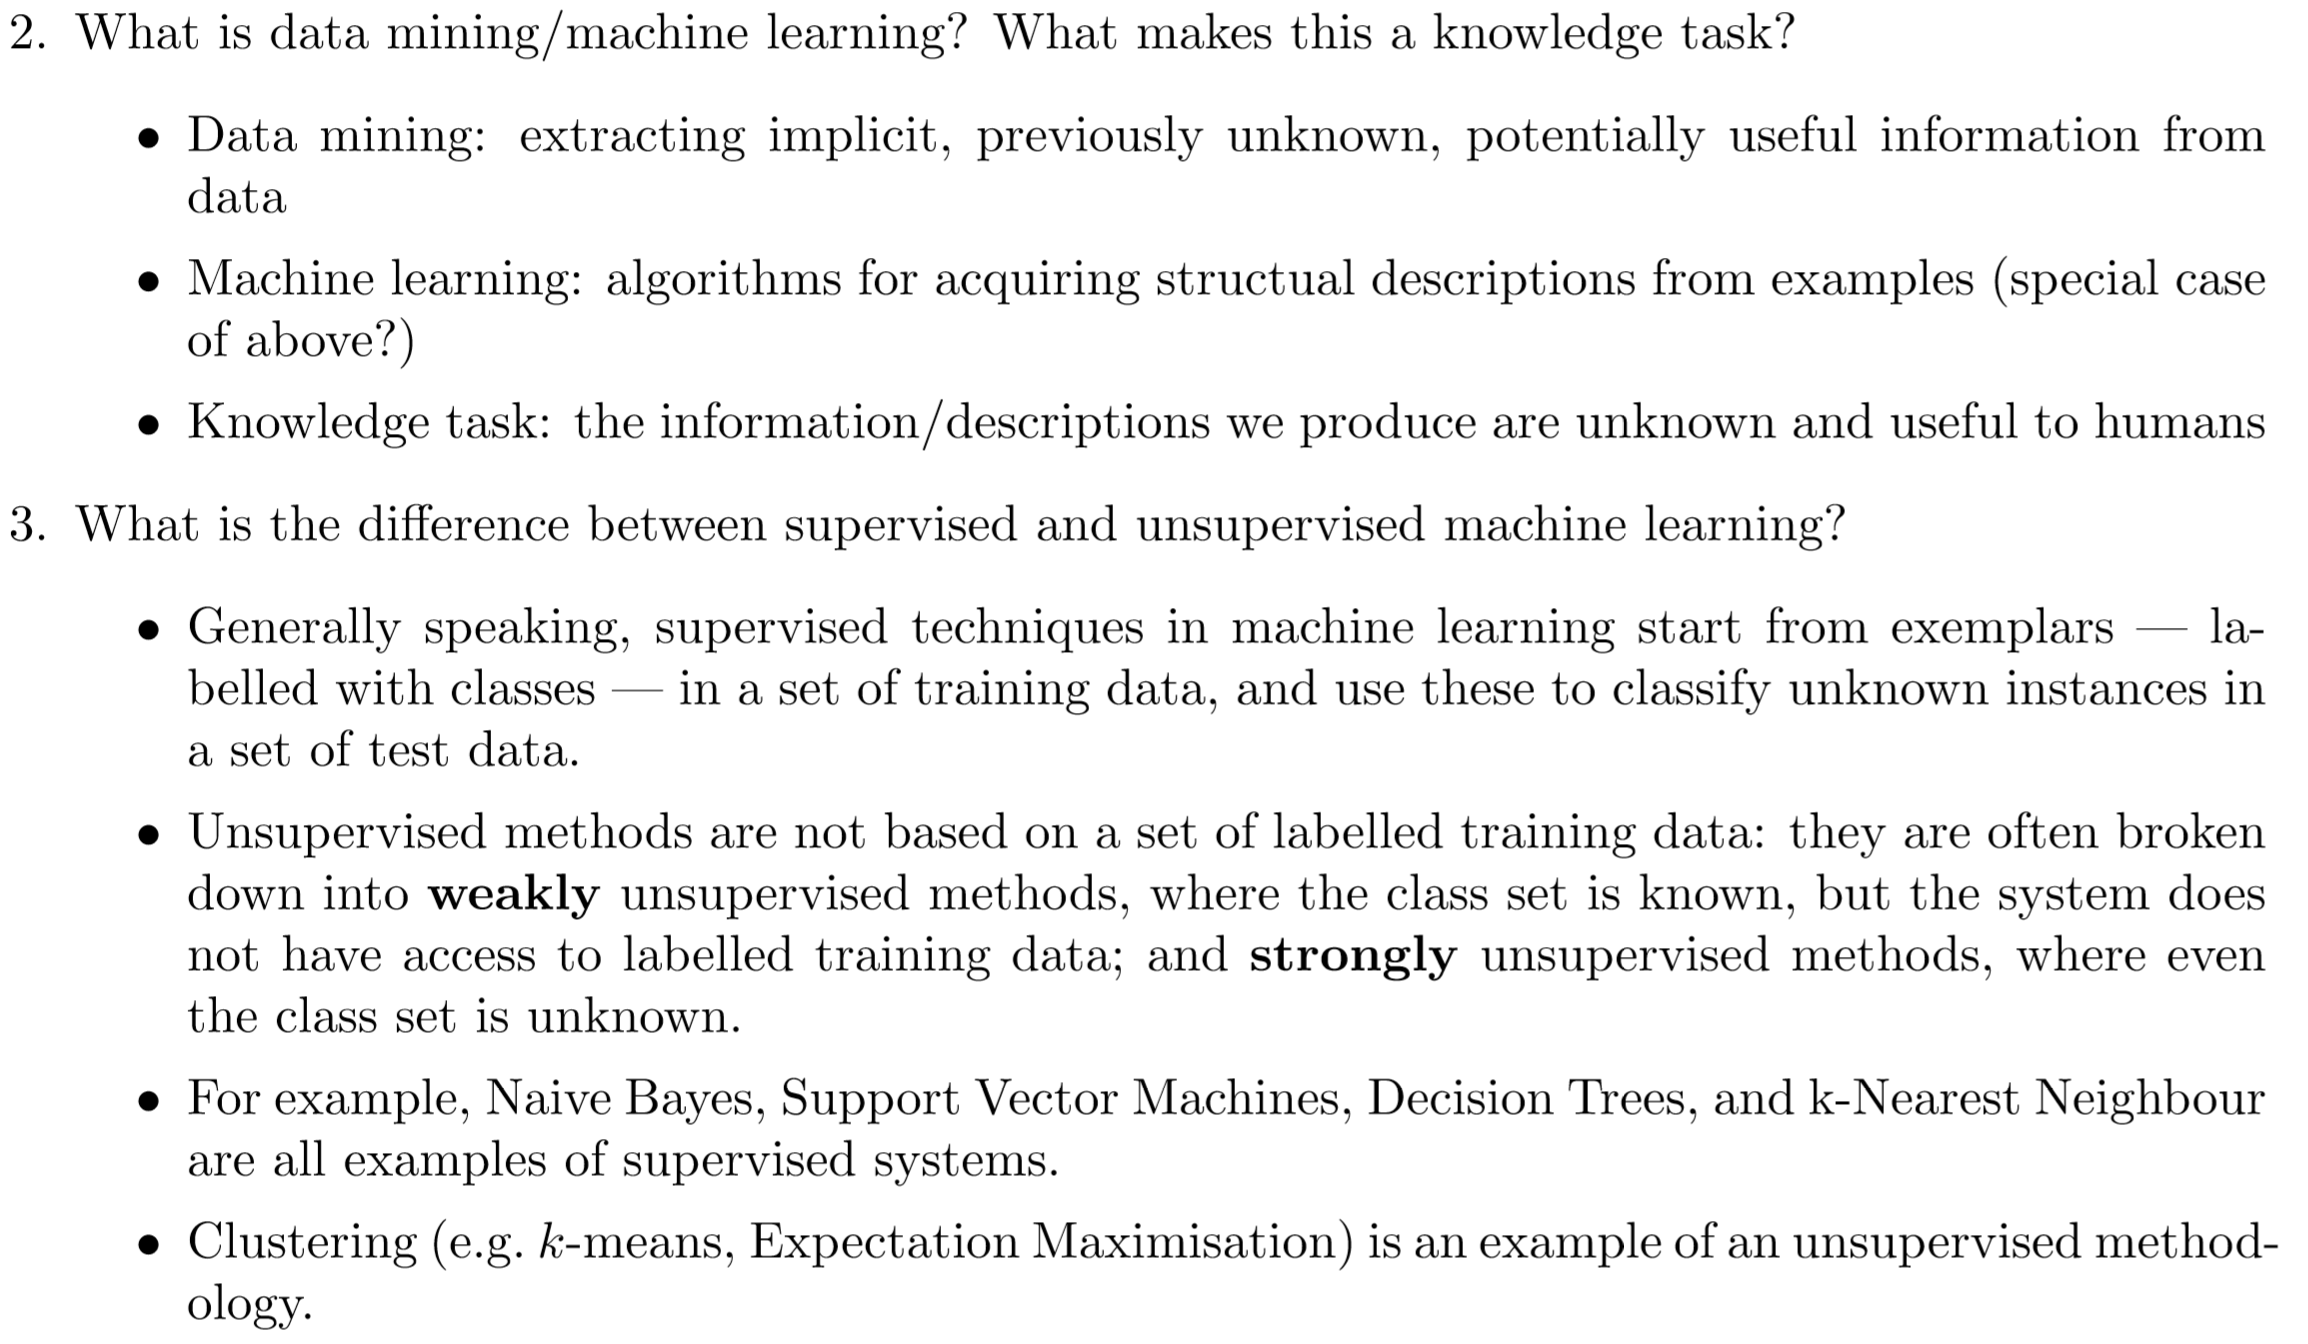 2. What is data mining/machine learning? What makes this a knowledge task?
• Data mining: extracting implicit, previously unknown, potentially useful information from
data
• Machine learning: algorithms for acquiring structual descriptions from examples (special case
of above?)
• Knowledge task: the information/descriptions we produce are unknown and useful to humans
3. What is the difference between supervised and unsupervised machine learning?
• Generally speaking, supervised techniques in machine learning start from exemplars — la-
belled with classes — in a set of training data, and use these to classify unknown instances in
a set of test data.
• Unsupervised methods are not based on a set of labelled training data: they are often broken
down into weakly unsupervised methods, where the class set is known, but the system does
not have access to labelled training data; and strongly unsupervised methods, where even
the class set is unknown.
• For example, Naive Bayes, Support Vector Machines, Decision Trees, and k-Nearest Neighbour
are all examples of supervised systems.
• Clustering (e.g. k-means, Expectation Maximisation) is an example of an unsupervised method-
ology.